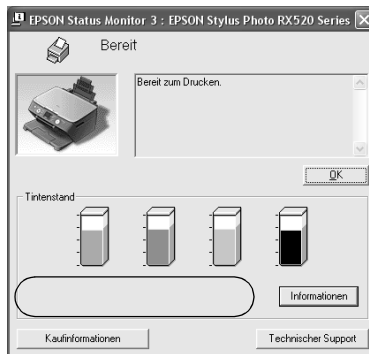 EPSON Status Monitor 3 : EPSON Stylus Photo RX520 Series
Bereit
Bereit zum Drucken.
OK
Tintenstand
Informationen
Kaufinformationen
Technischer Support